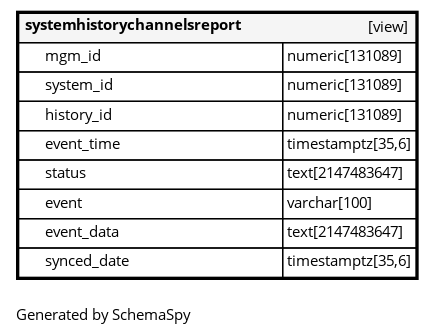 systemhistorychannelsreport [view]
mgm_id numeric[131089]
system_id numeric[131089]
history_id numeric[131089]
event_time timestamptz[35,6]
status text[2147483647]
event varchar[100]
event_data text[2147483647]
synced_date timestamptz[35,6]
Generated by SchemaSpy